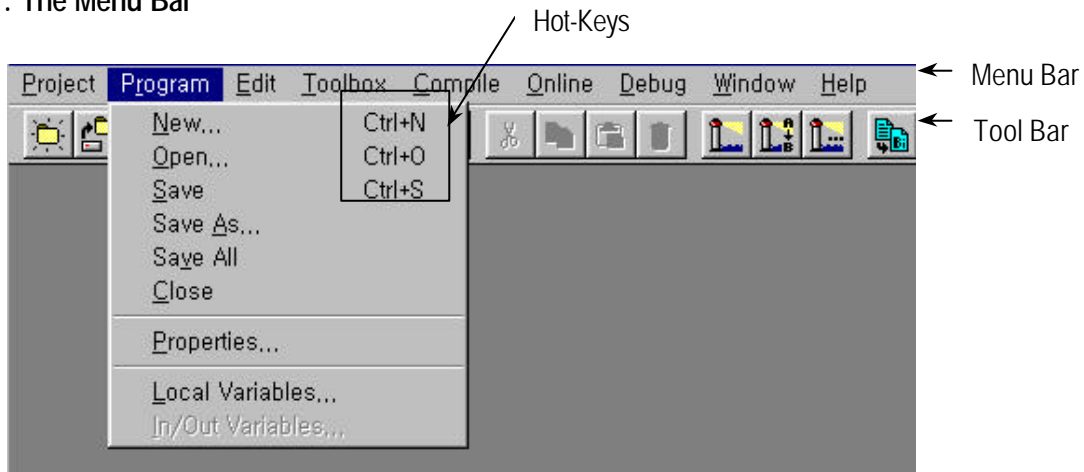 . The Menu Bar
Hot-Keys
Project Program Edit Toolbox Compile Online Debug Window Help
Menu Bar
Tool Bar
New... Ctrl+N
Open... Ctrl+O
Save Ctrl+S
Save As...
Save All
Close
Properties...
Local Variables...
In/Out Variables...
A
B
Bi